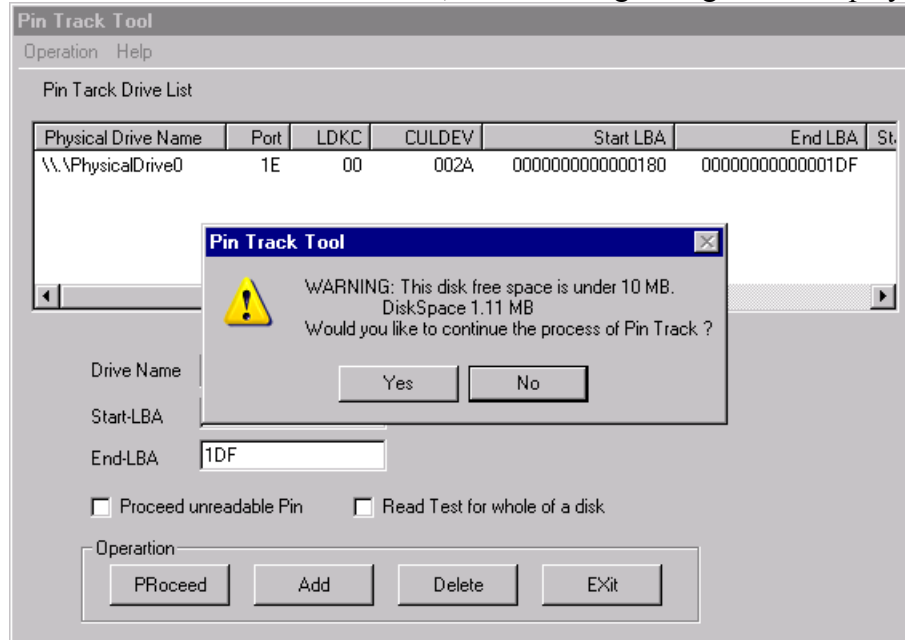 Pin Track Tool
Operation Help
Pin Tarck Drive List
Physical Drive Name Port LDKC CULDEV Start LBA End LBA
\\.\PhysicalDrive0 1E 00 002A 0000000000000180 00000000000001DF
Pin Track Tool
WARNING: This disk free space is under 10 MB.
DiskSpace 1.11 MB
Would you like to continue the process of Pin Track ?
Yes No
Drive Name
Start-LBA
End-LBA 1DF
Proceed unreadable Pin Read Test for whole of a disk
Operartion
PRoceed Add Delete EXit